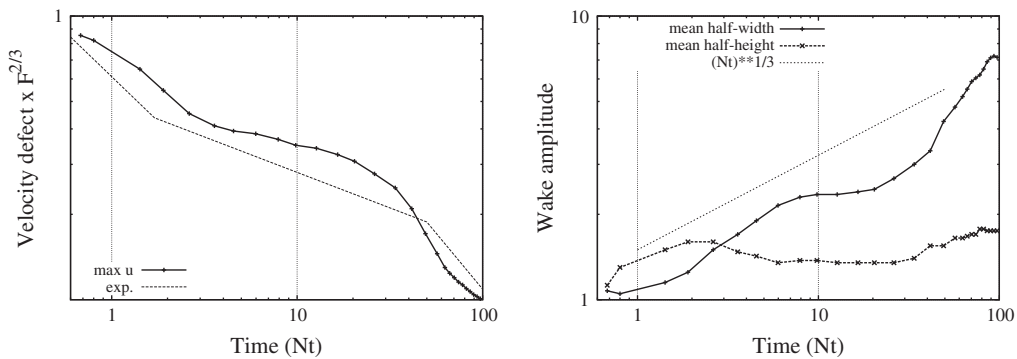 1
Velocity defect x F^2/3
max u
exp.
1
10
100
Time (Nt)
10
Wake amplitude
mean half-width
mean half-height
(Nt)**1/3
1
1
10
100
Time (Nt)